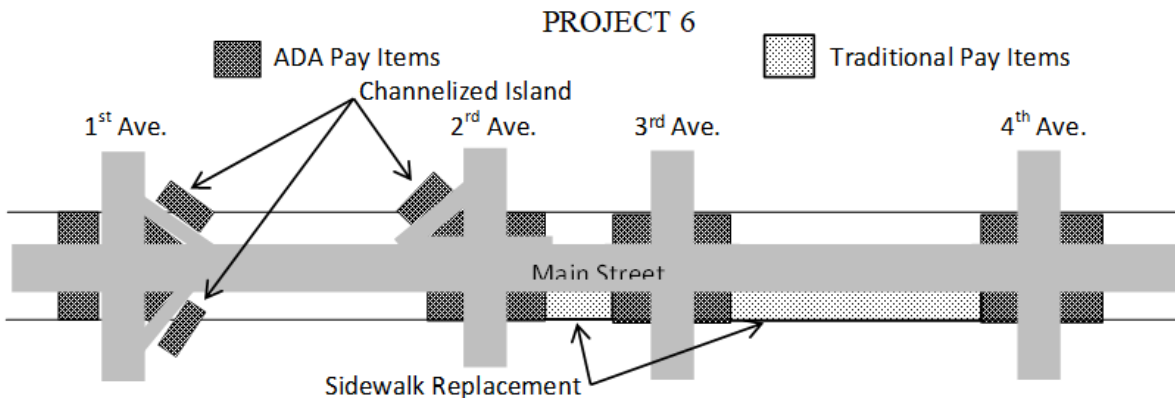 PROJECT 6
ADA Pay Items
Traditional Pay Items
Channelized Island
1st Ave.
2rd Ave.
3rd Ave.
4th Ave.
Main Street
Sidewalk Replacement